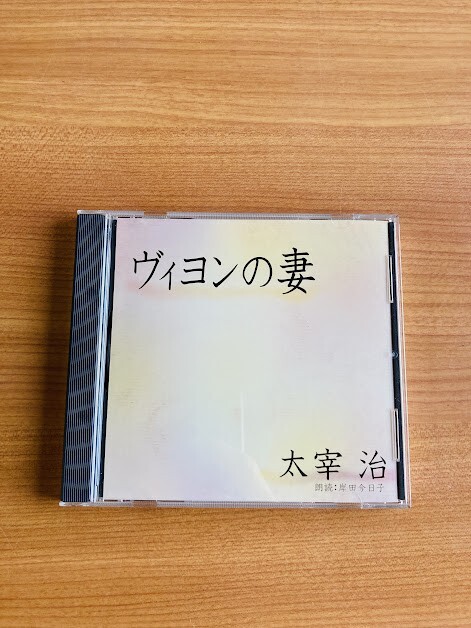 ヴィヨンの妻
太宰 治
朗読:岸田今日子